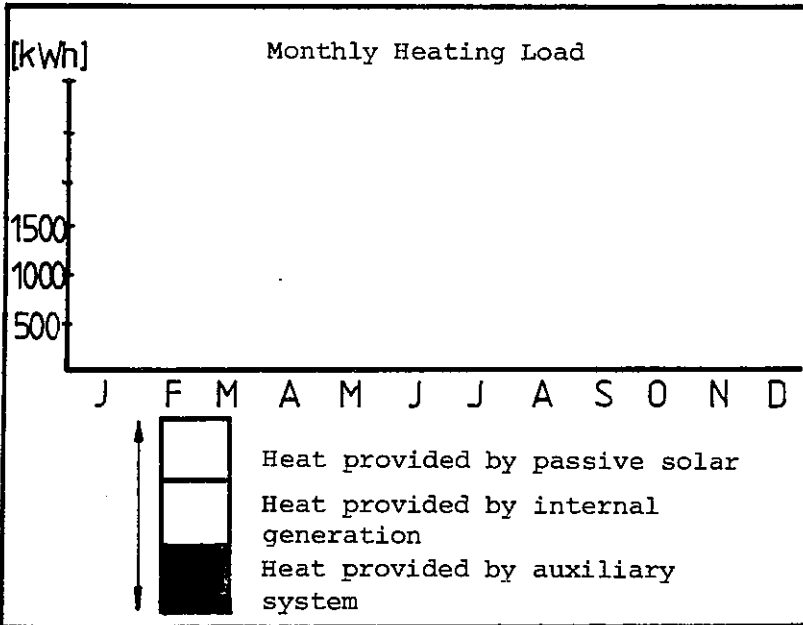 [kWh] Monthly Heating Load
1500
1000
500
J F M A M J J A S O N D
Heat provided by passive solar
Heat provided by internal
generation
Heat provided by auxiliary
system